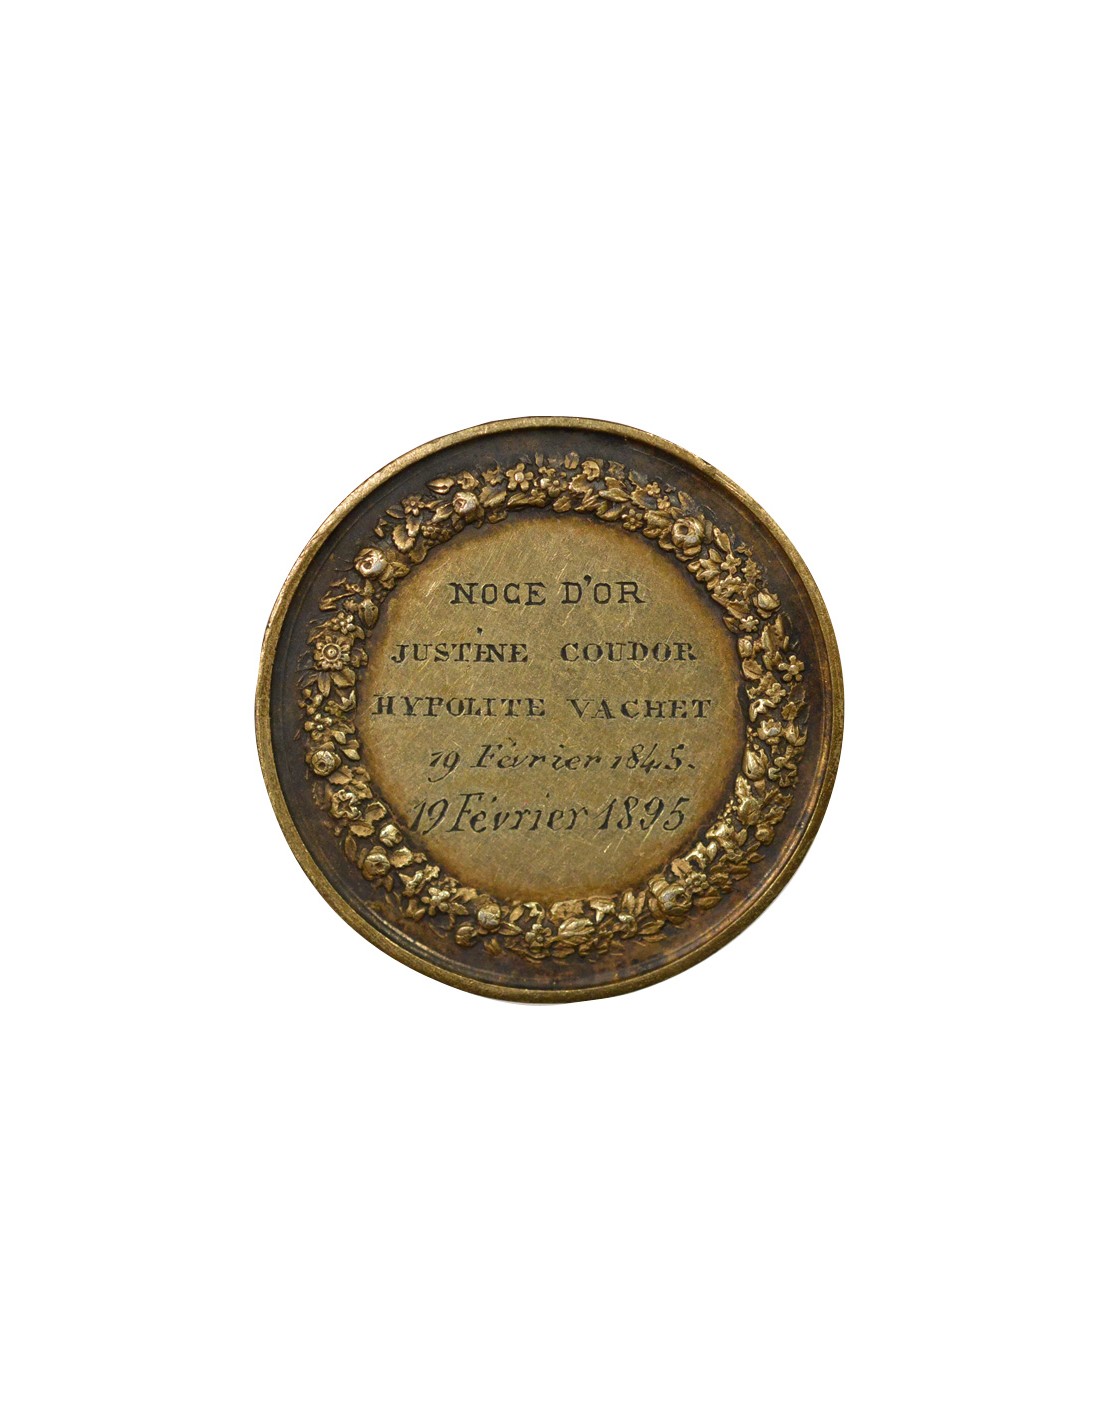 NOCE D'OR
JUSTINE COUDOR
HYPOLITE VACHET
19 Février 1845.
19 Février 1895